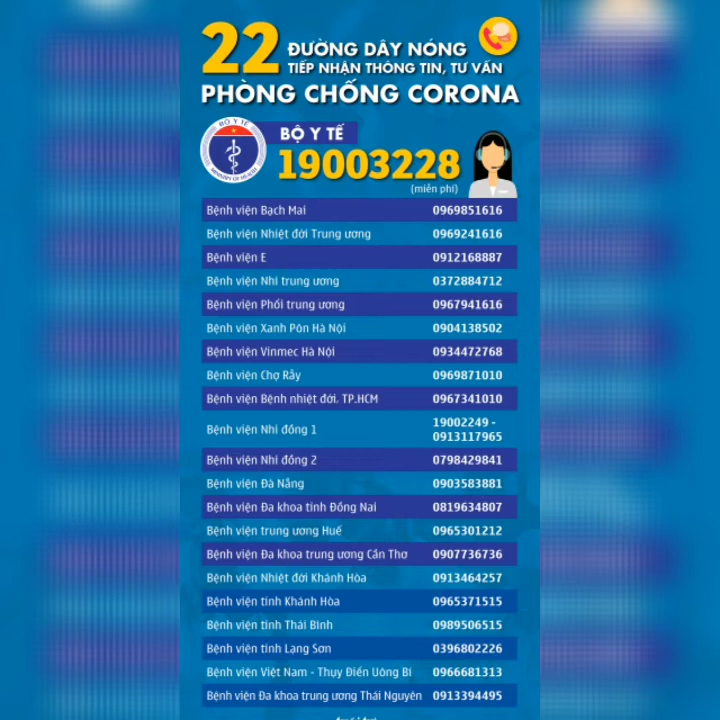 22 ĐƯỜNG DÂY NÓNG
TIẾP NHẬN THÔNG TIN, TƯ VẤN
PHÒNG CHỐNG CORONA
BỘ Y TẾ
MINISTRY OF HEALTH
BỘ Y TẾ
19003228
(miễn phí)
Bệnh viện Bạch Mai 0969851616
Bệnh viện Nhiệt đới Trung ương 0969241616
Bệnh viện E 0912168887
Bệnh viện Nhi trung ương 0372884712
Bệnh viện Phổi trung ương 0967941616
Bệnh viện Xanh Pôn Hà Nội 0904138502
Bệnh viện Vinmec Hà Nội 0934472768
Bệnh viện Chợ Rẫy 0969871010
Bệnh viện Bệnh nhiệt đới. TP.HCM 0967341010
Bệnh viện Nhi đồng 1 19002249 -
0913117965
Bệnh viện Nhi đồng 2 0798429841
Bệnh viện Đà Nẵng 0903583881
Bệnh viện Đa khoa tỉnh Đồng Nai 0819634807
Bệnh viện trung ương Huế 0965301212
Bệnh viện Đa khoa trung ương Cần Thơ 0907736736
Bệnh viện Nhiệt đới Khánh Hòa 0913464257
Bệnh viện tỉnh Khánh Hòa 0965371515
Bệnh viện tỉnh Thái Bình 0989506515
Bệnh viện tỉnh Lạng Sơn 0396802226
Bệnh viện Việt Nam - Thụy Điển Uông Bí 0966681313
Bệnh viện Đa khoa trung ương Thái Nguyên 0913394495